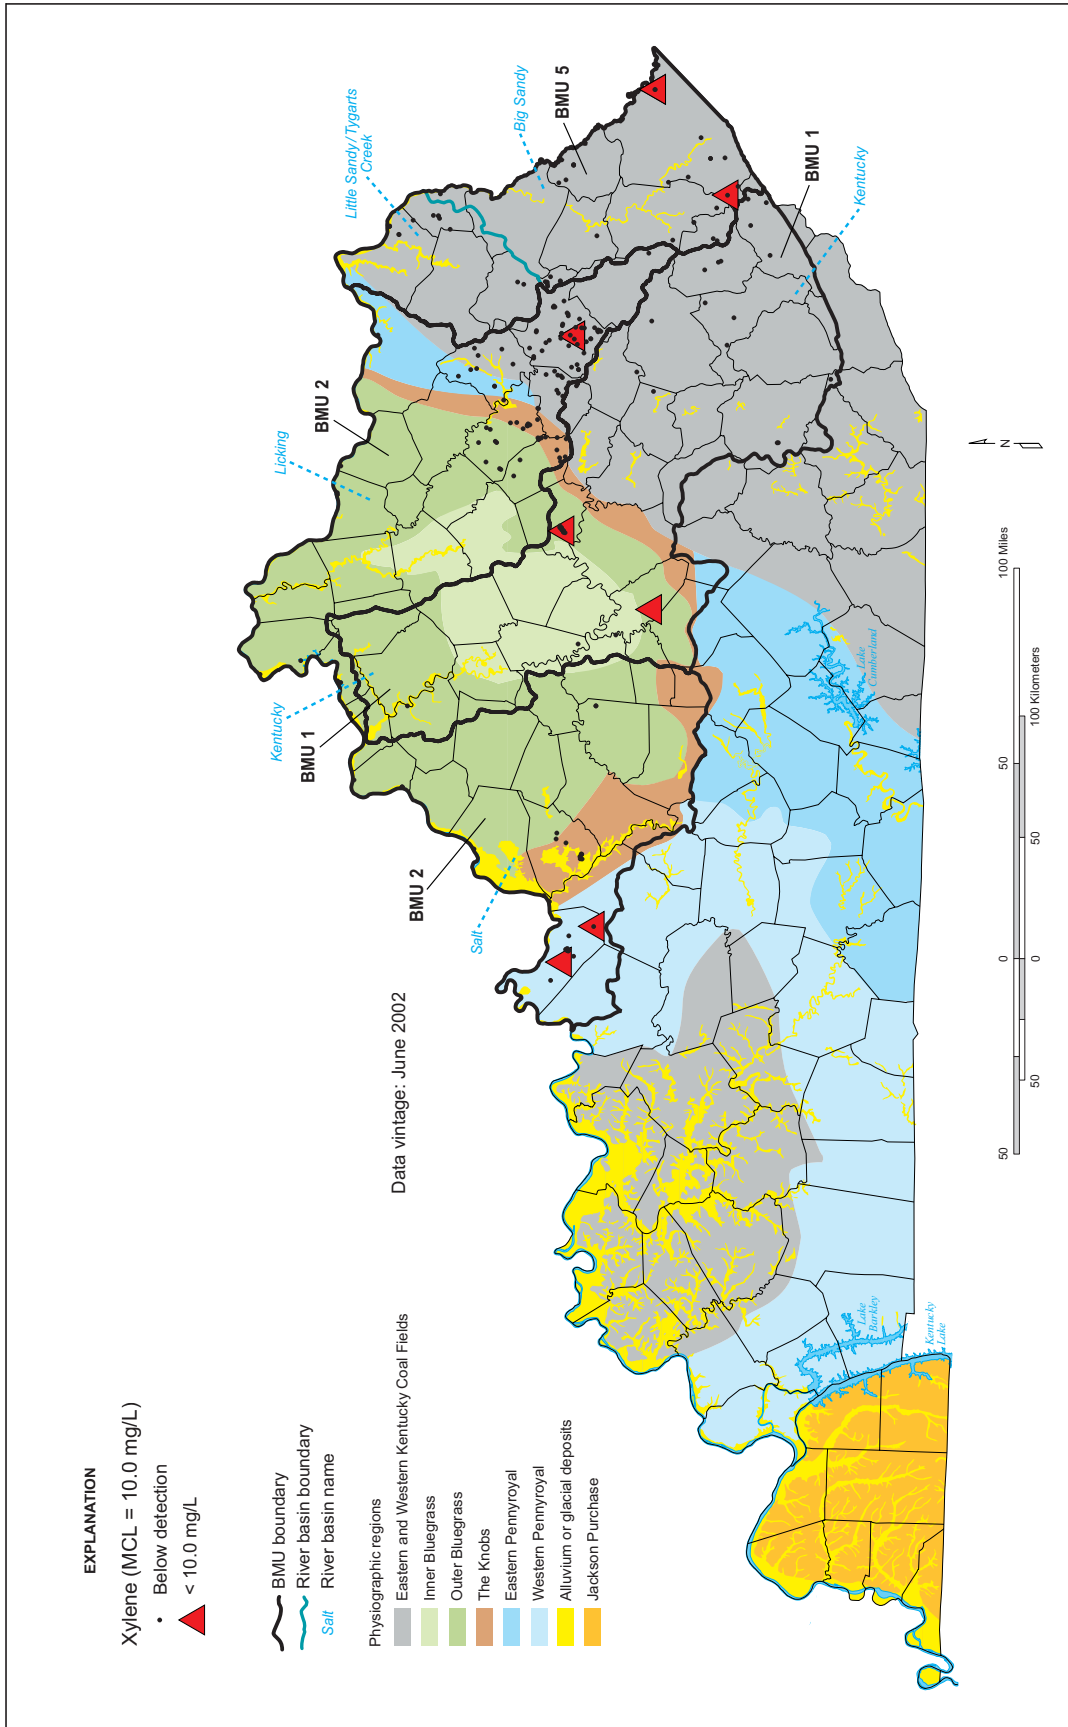 EXPLANATION
Xylene (MCL = 10.0 mg/L)
Below detection
< 10.0 mg/L
BMU boundary
River basin boundary
Salt
River basin name
Physiographic regions
Eastern and Western Kentucky Coal Fields
Inner Bluegrass
Outer Bluegrass
The Knobs
Eastern Pennyroyal
Western Pennyroyal
Alluvium or glacial deposits
Jackson Purchase
Data vintage: June 2002
Little Sandy/Tygarts
Creek
Big Sandy
BMU 5
BMU 1
Kentucky
BMU 2
Licking
Kentucky
BMU 1
BMU 2
Salt
Lake
Cumberland
Lake
Barkley
Kentucky
Lake
N
50
0
50
100 Miles
50
0
50
100 Kilometers